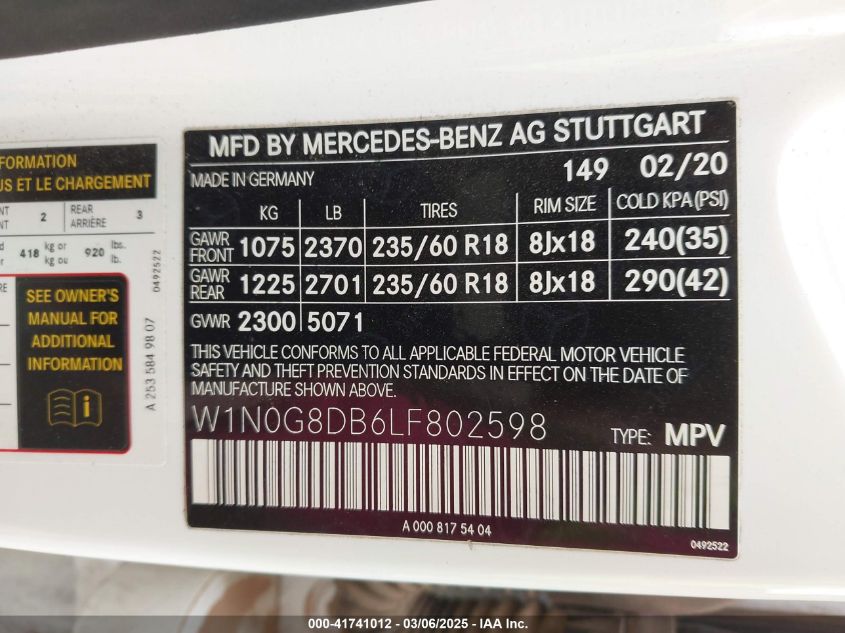 FORMATION
US ET LE CHARGEMENT
NT 2 REAR 3
NT ARRIÈRE
418 kg or 920 lbs.
kg ou lb.
0492522
SEE OWNER'S
MANUAL FOR
ADDITIONAL
INFORMATION
A 253 584 98 07
MFD BY MERCEDES-BENZ AG STUTTGART
MADE IN GERMANY 149 02/20
KG LB TIRES RIM SIZE COLD KPA (PSI)
GAWR FRONT 1075 2370 235/60 R18 8Jx18 240(35)
GAWR REAR 1225 2701 235/60 R18 8Jx18 290(42)
GVWR 2300 5071
THIS VEHICLE CONFORMS TO ALL APPLICABLE FEDERAL MOTOR VEHICLE
SAFETY AND THEFT PREVENTION STANDARDS IN EFFECT ON THE DATE OF
MANUFACTURE SHOWN ABOVE.
W1N0G8DB6LF802598 TYPE: MPV
A 000 817 54 04
0492522
000-41741012 — 03/06/2025 — IAA Inc.